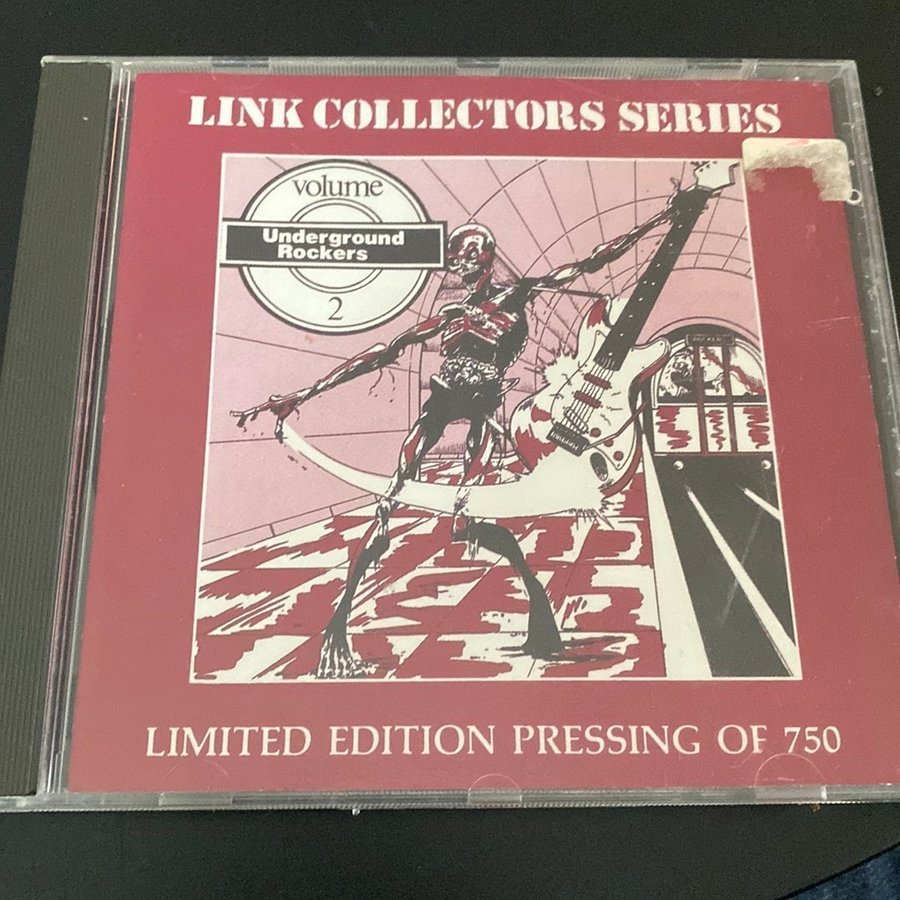 LINK COLLECTORS SERIES
volume
Underground
Rockers
2
LIMITED EDITION PRESSING OF 750